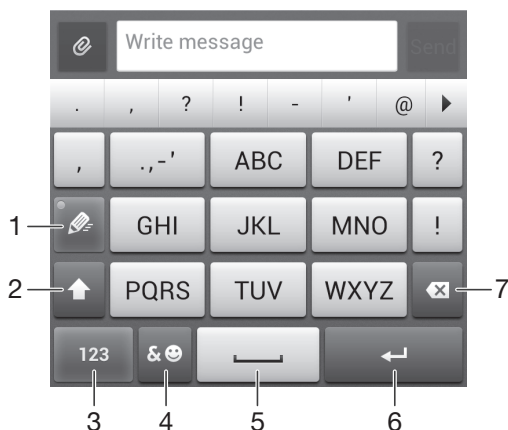 Write message Send
. , ? ! - ' @
, .,-' ABC DEF ?
1 GHI JKL MNO !
2 PQRS TUV WXYZ 7
123 &
3 4 5 6